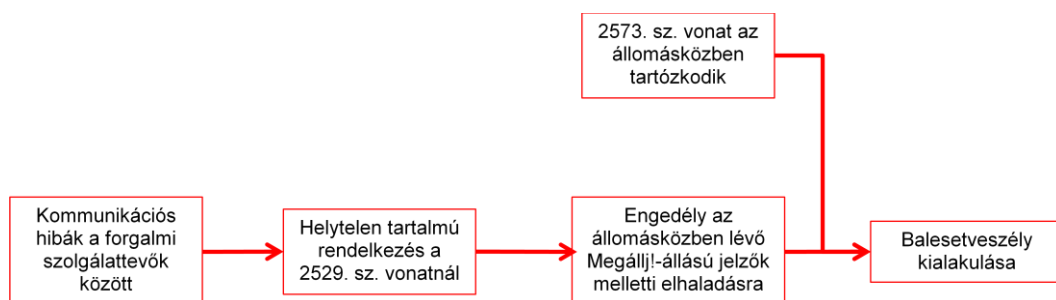 2573. sz. vonat az
állomásközben
tartózkodik
Kommunikációs
hibák a forgalmi
szolgálattevők
között
Helytelen tartalmú
rendelkezés a
2529. sz. vonatnál
Engedély az
állomásközben lévő
Megállj!-állású jelzők
melletti elhaladásra
Balesetveszély
kialakulása